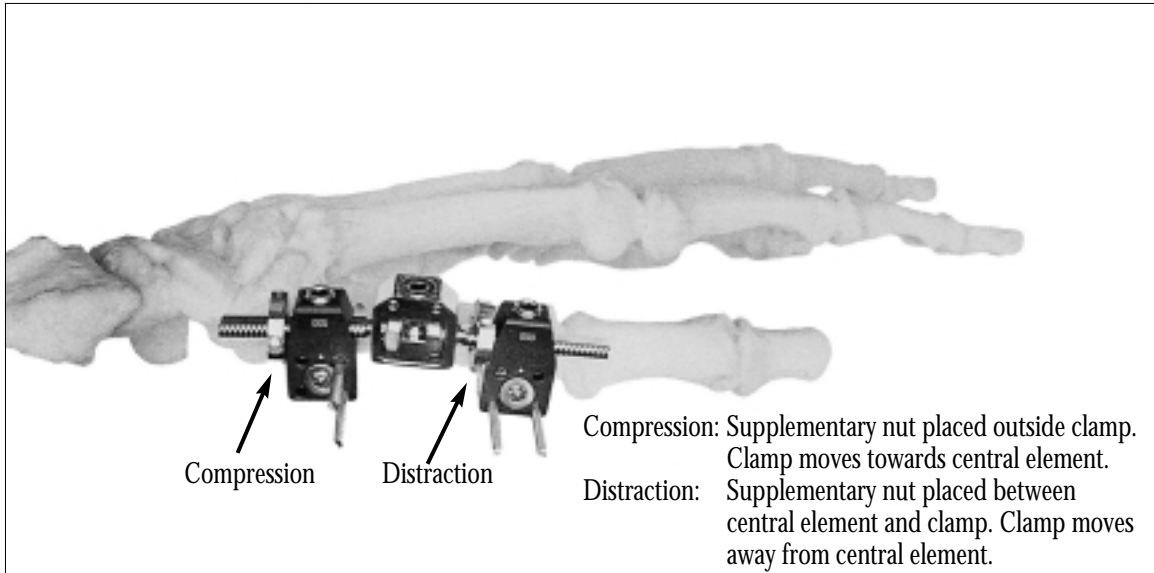 Compression
Distraction
Compression: Supplementary nut placed outside clamp.
Clamp moves towards central element.
Distraction: Supplementary nut placed between
central element and clamp. Clamp moves
away from central element.